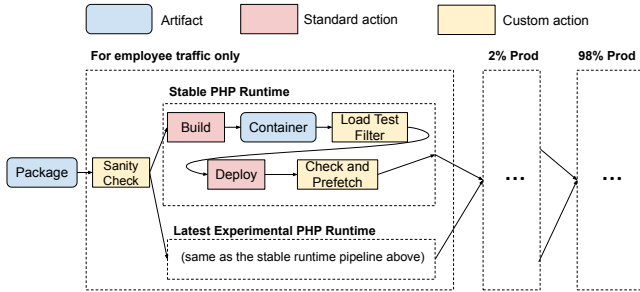 Artifact
Standard action
Custom action
For employee traffic only
2% Prod
98% Prod
Stable PHP Runtime
Build
Container
Load Test
Filter
Package
Sanity
Check
Deploy
Check and
Prefetch
...
...
Latest Experimental PHP Runtime
(same as the stable runtime pipeline above)